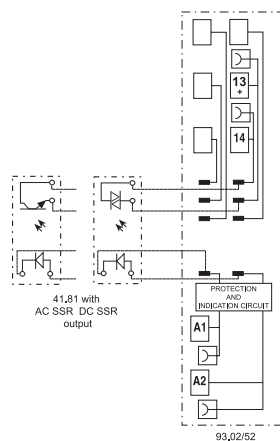 13
+
14
41.81 with
AC SSR DC SSR
output
PROTECTION
AND
INDICATION CIRCUIT
A1
A2
93.02/52